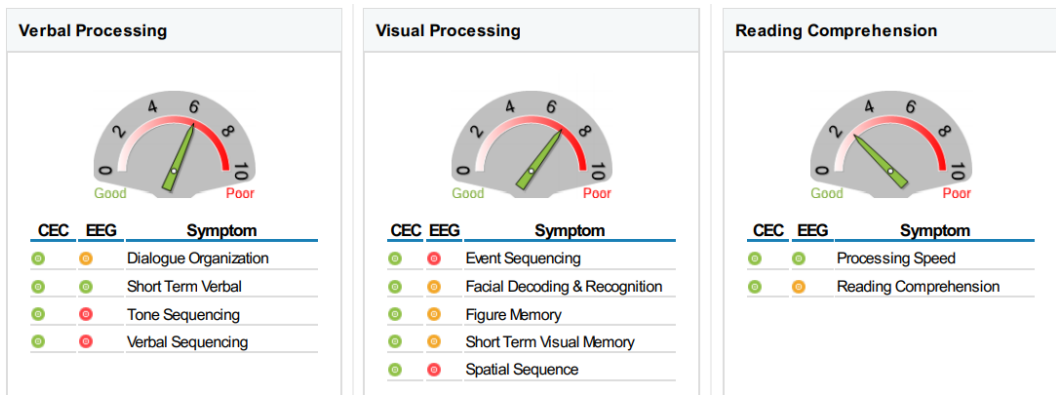 Verbal Processing
0 2 4 6 8 10
Good Poor
CEC EEG Symptom
Dialogue Organization
Short Term Verbal
Tone Sequencing
Verbal Sequencing
Visual Processing
0 2 4 6 8 10
Good Poor
CEC EEG Symptom
Event Sequencing
Facial Decoding & Recognition
Figure Memory
Short Term Visual Memory
Spatial Sequence
Reading Comprehension
0 2 4 6 8 10
Good Poor
CEC EEG Symptom
Processing Speed
Reading Comprehension